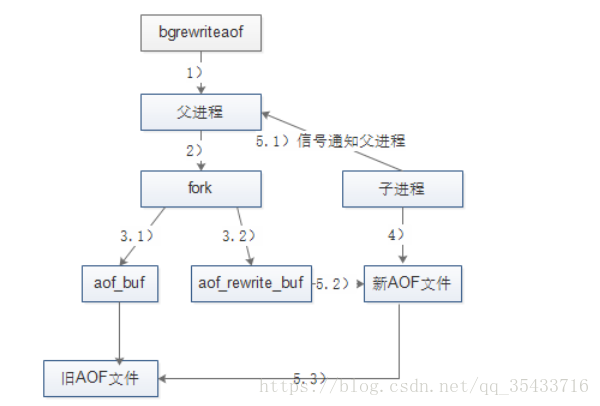 bgrewriteaof
1）
父进程
2）
5.1）信号通知父进程
fork
子进程
3.1）
3.2）
4）
aof_buf
aof_rewrite_buf
5.2）
新AOF文件
旧AOF文件
5.3）
https://blog.csdn.net/qq_35433716